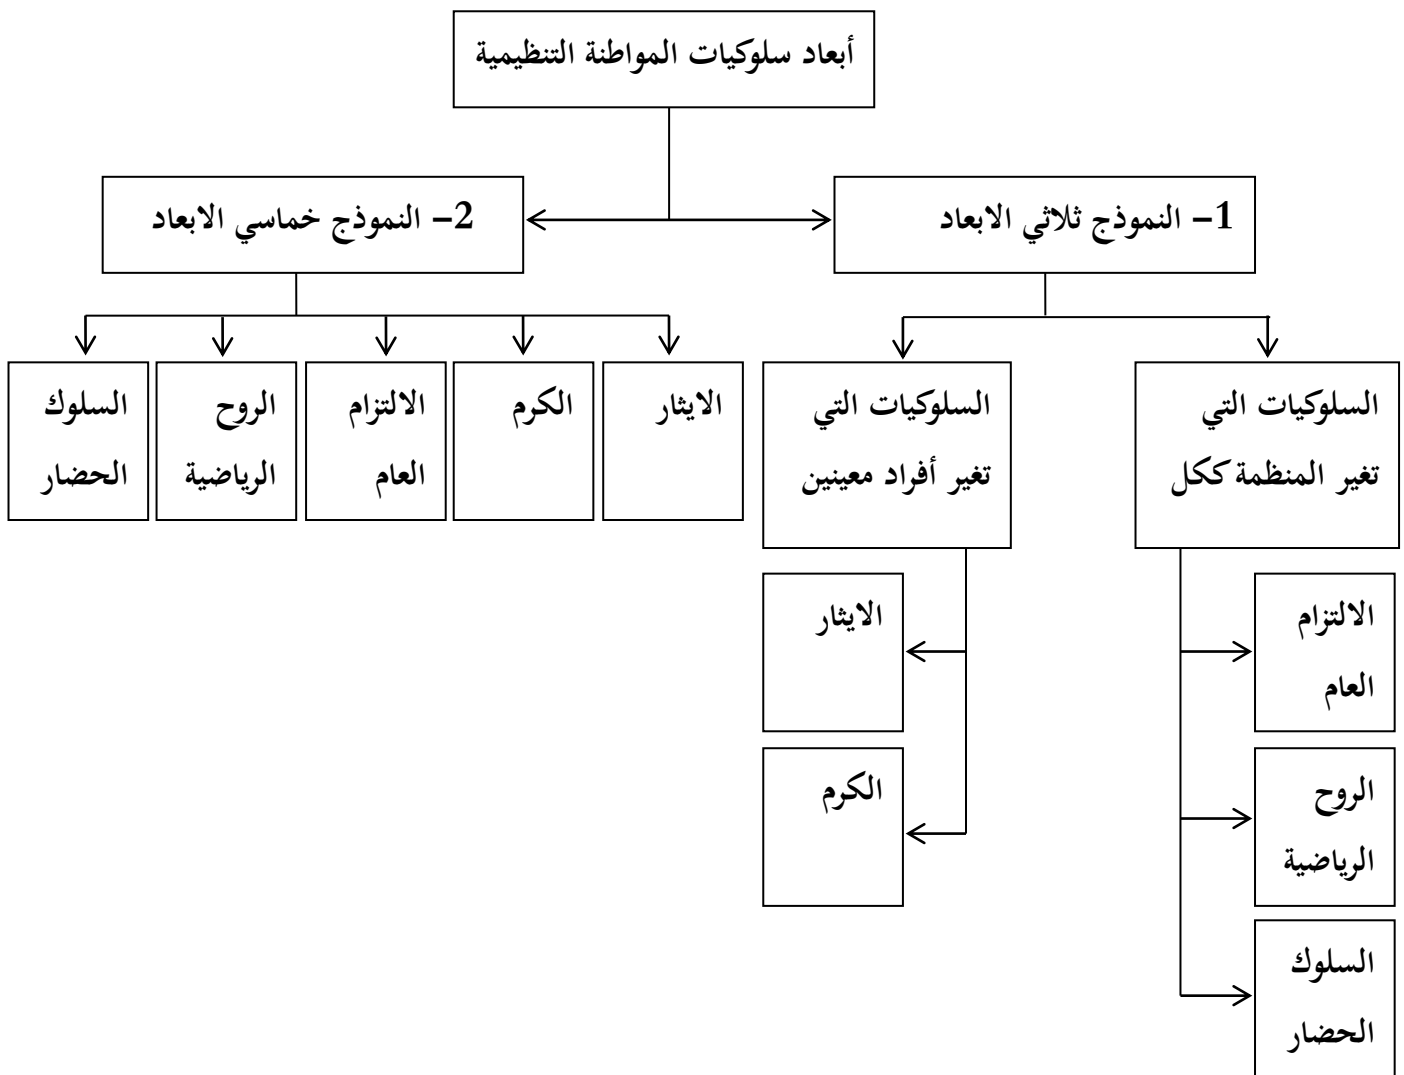 أبعاد سلوكيات المواطنة التنظيمية
1- النموذج ثلاثي الابعاد
2- النموذج خماسي الابعاد
السلوكيات التي
تغير المنظمة ككل
السلوكيات التي
تغير أفراد معينين
الايثار
الكرم
الالتزام
العام
الروح
الرياضية
السلوك
الحضار
الالتزام
العام
الروح
الرياضية
السلوك
الحضار
الايثار
الكرم